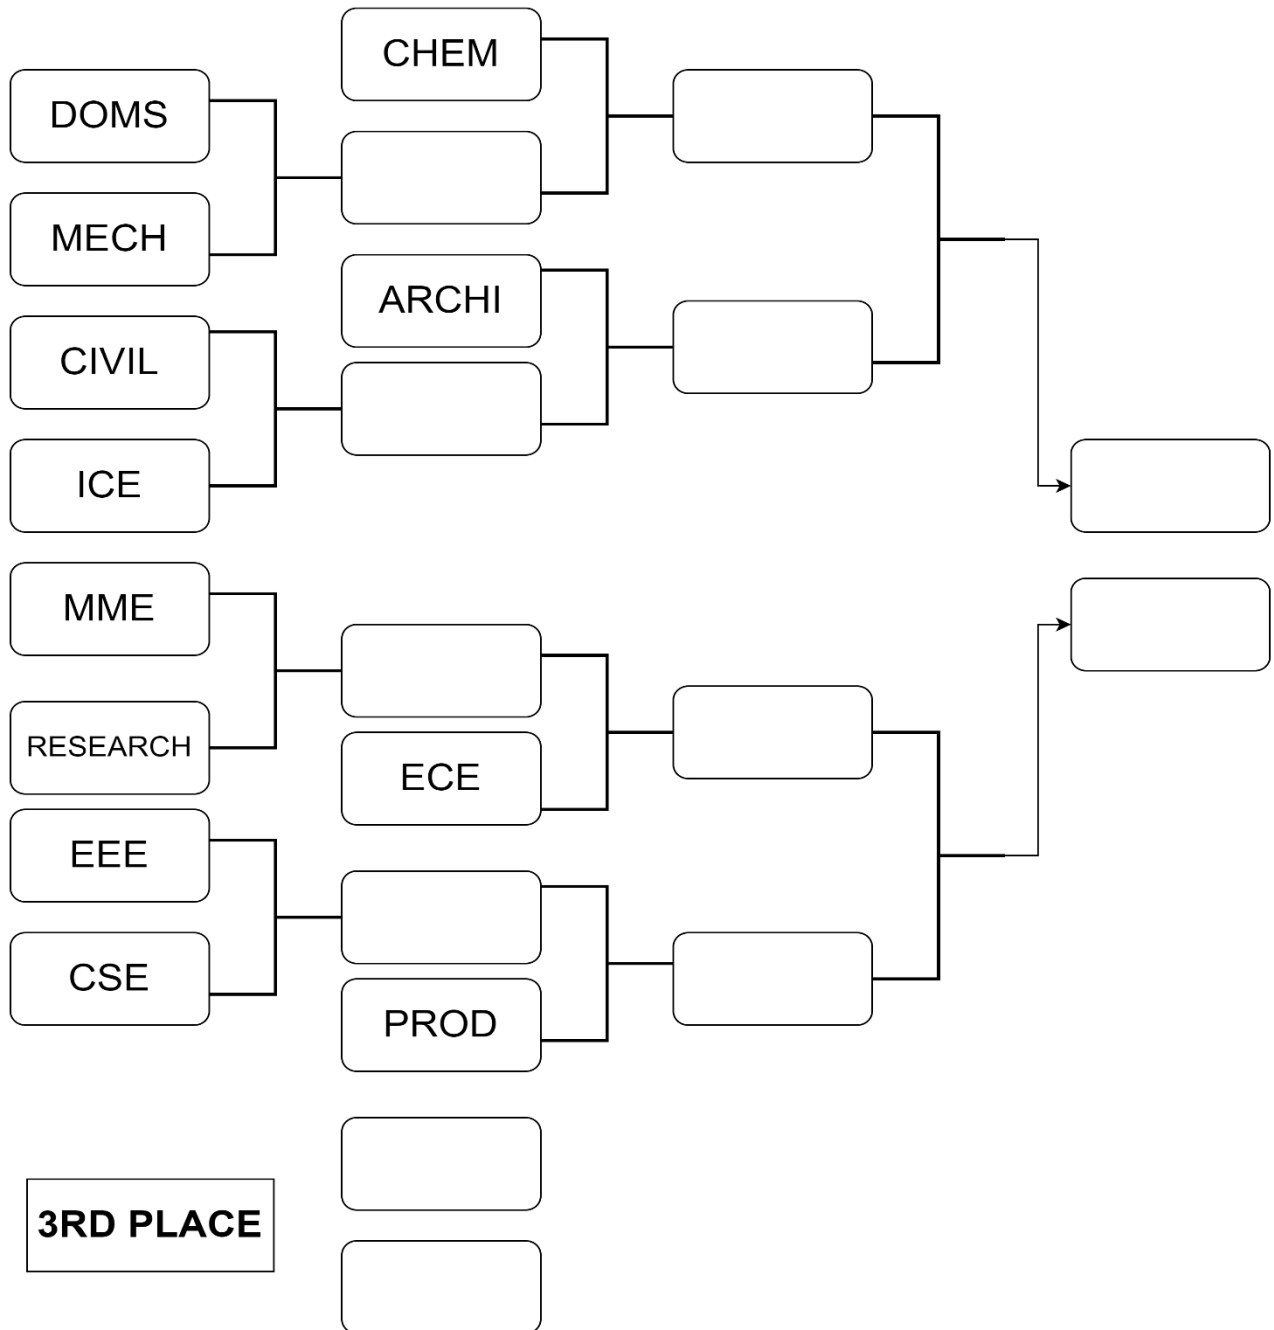 CHEM
DOMS
MECH
ARCHI
CIVIL
ICE
MME
RESEARCH
ECE
EEE
CSE
PROD
3RD PLACE